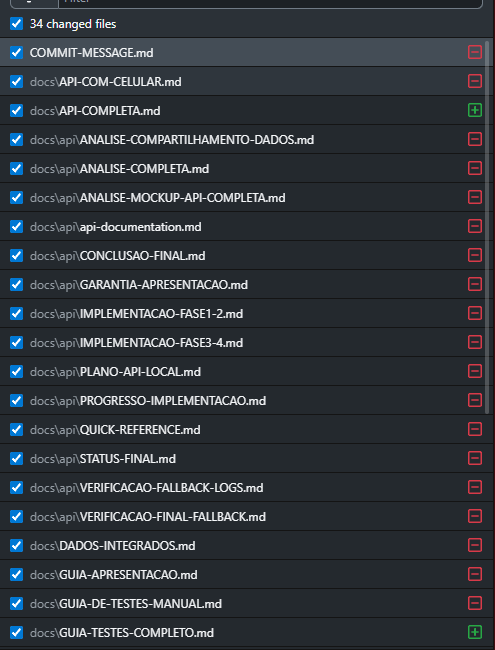 Filter
34 changed files
COMMIT-MESSAGE.md
docs\API-COM-CELULAR.md
docs\API-COMPLETA.md
docs\api\ANALISE-COMPARTILHAMENTO-DADOS.md
docs\api\ANALISE-COMPLETA.md
docs\api\ANALISE-MOCKUP-API-COMPLETA.md
docs\api\api-documentation.md
docs\api\CONCLUSAO-FINAL.md
docs\api\GARANTIA-APRESENTACAO.md
docs\api\IMPLEMENTACAO-FASE1-2.md
docs\api\IMPLEMENTACAO-FASE3-4.md
docs\api\PLANO-API-LOCAL.md
docs\api\PROGRESSO-IMPLEMENTACAO.md
docs\api\QUICK-REFERENCE.md
docs\api\STATUS-FINAL.md
docs\api\VERIFICACAO-FALLBACK-LOGS.md
docs\api\VERIFICACAO-FINAL-FALLBACK.md
docs\DADOS-INTEGRADOS.md
docs\GUIA-APRESENTACAO.md
docs\GUIA-DE-TESTES-MANUAL.md
docs\GUIA-TESTES-COMPLETO.md